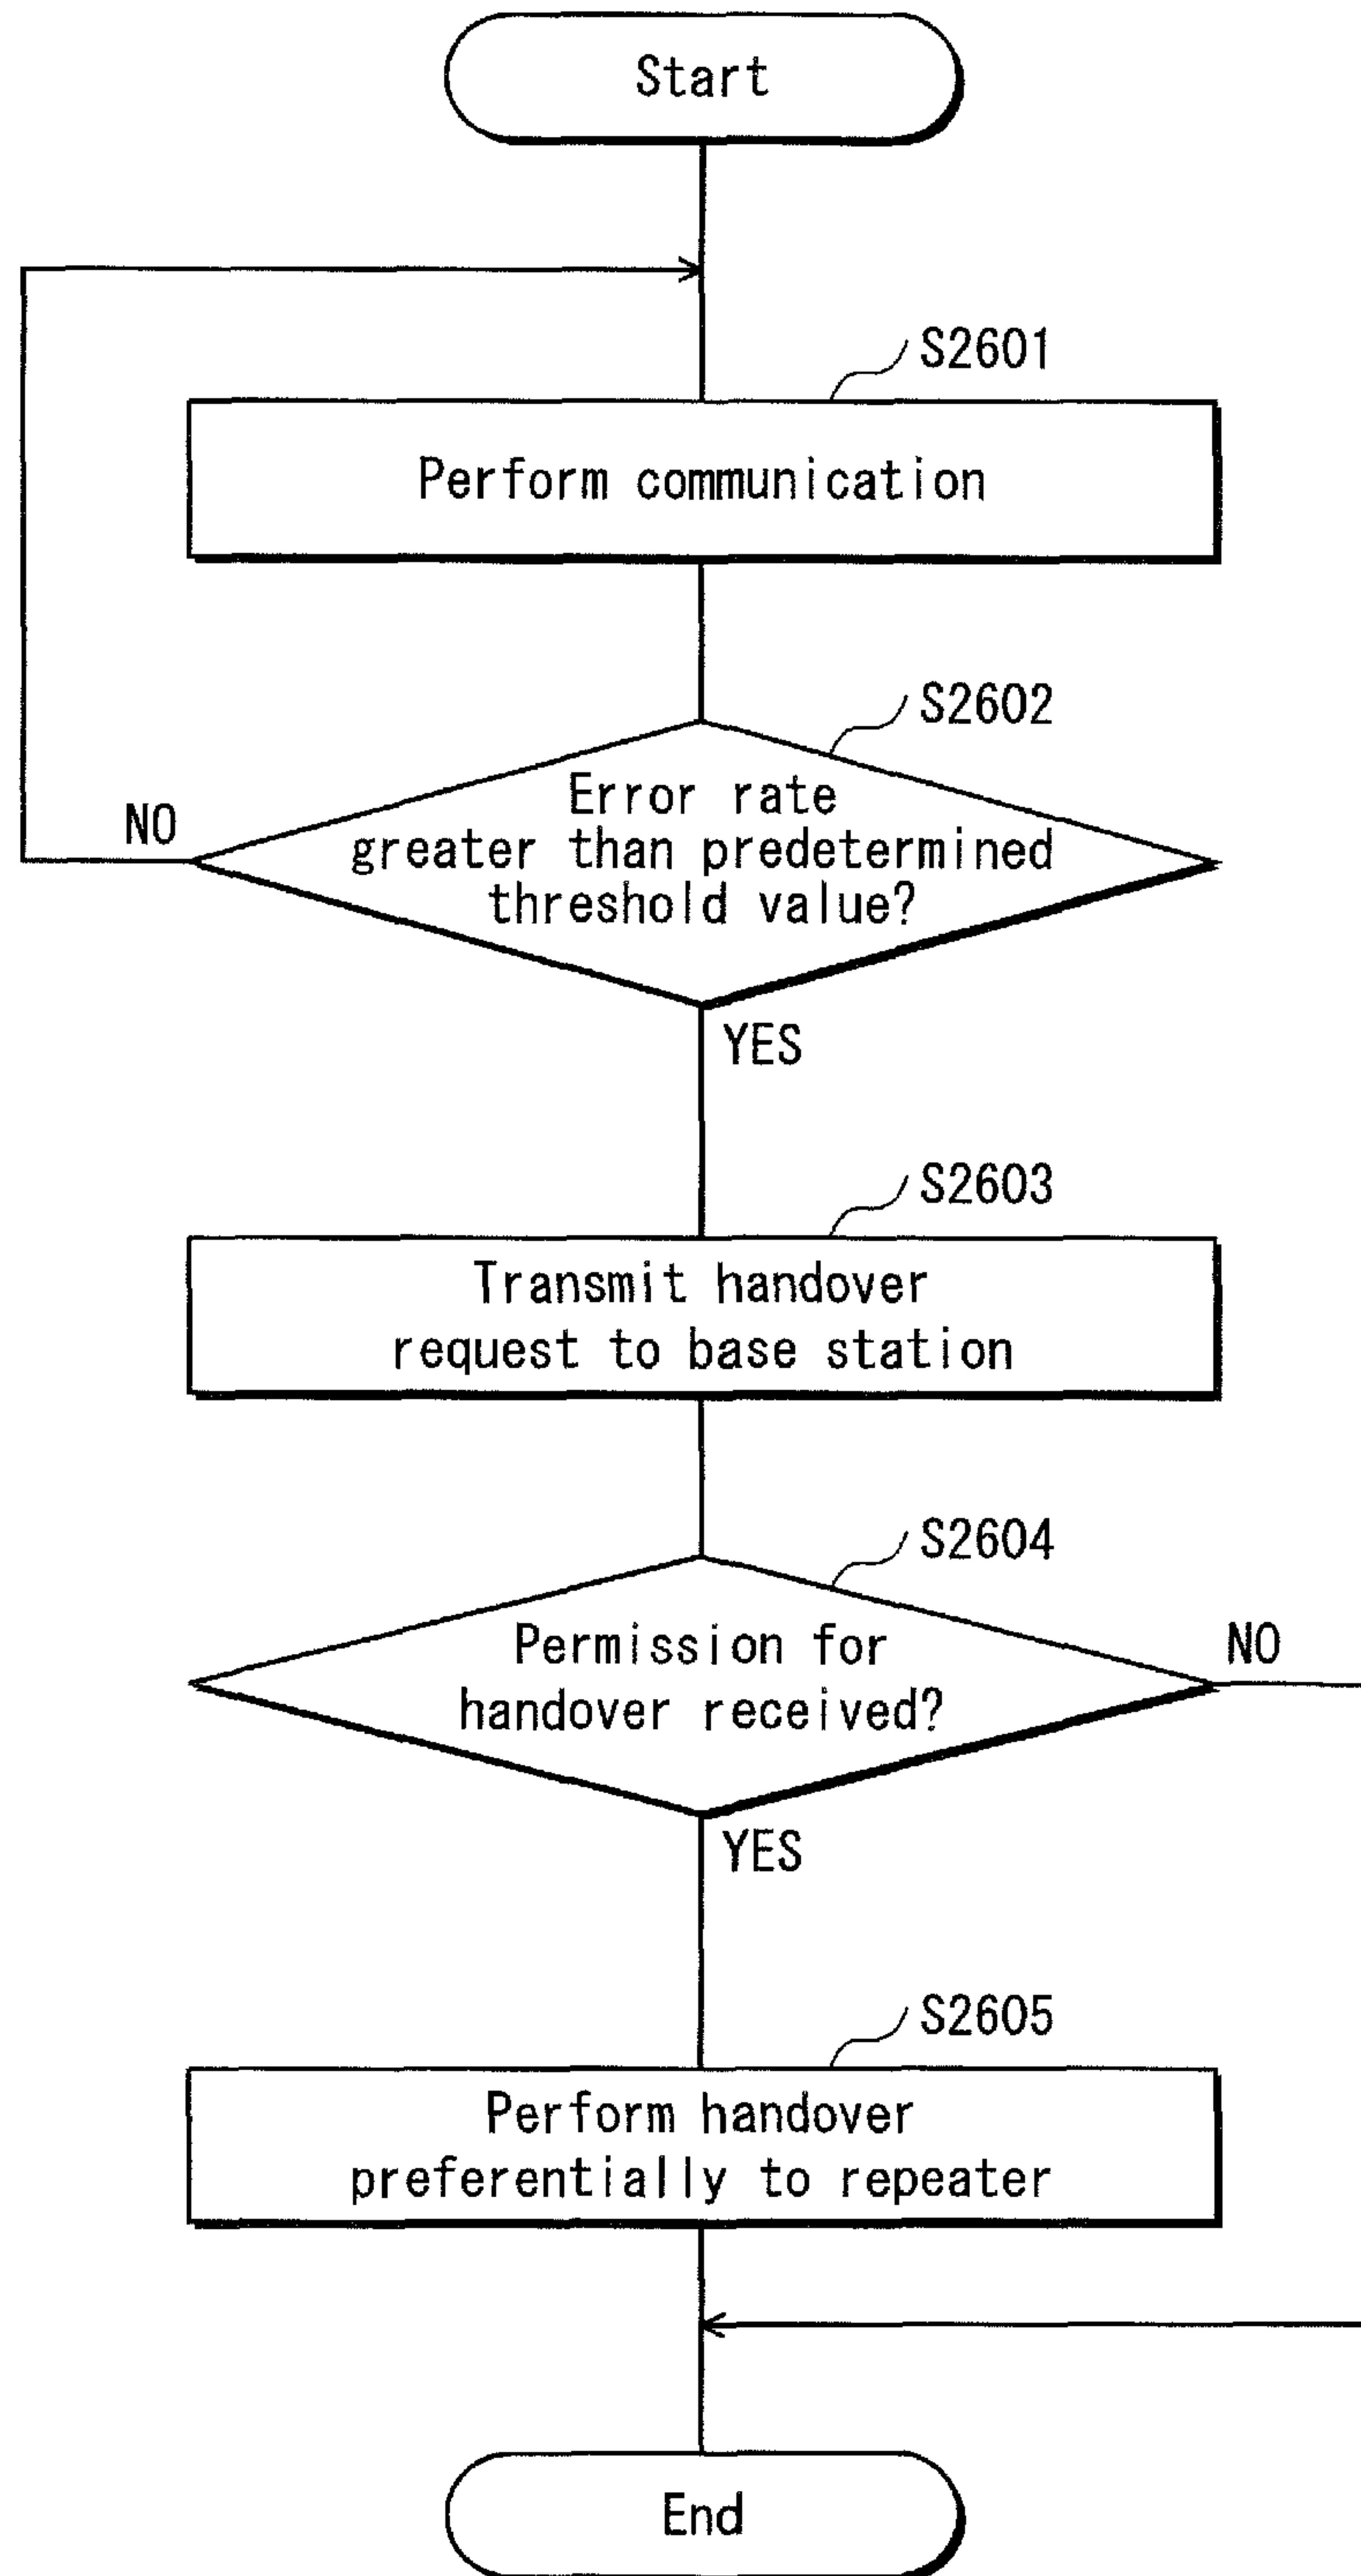 Start
S2601
Perform communication
S2602
Error rate
greater than predetermined
threshold value?
NO
YES
S2603
Transmit handover
request to base station
S2604
Permission for
handover received?
NO
YES
S2605
Perform handover
preferentially to repeater
End